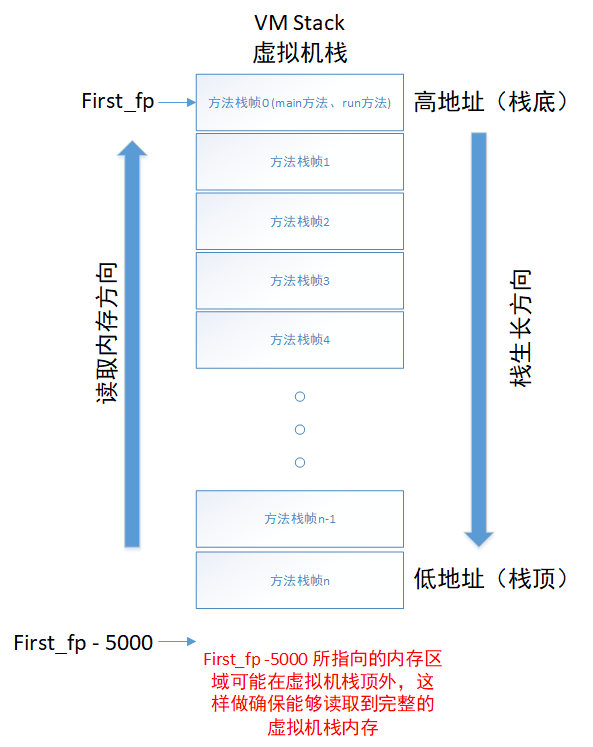 VM Stack
虚拟机栈
First_fp
方法栈帧0(main方法、run方法)
高地址（栈底）
方法栈帧1
方法栈帧2
方法栈帧3
方法栈帧4
读取内存方向
栈生长方向
方法栈帧n-1
方法栈帧n
低地址（栈顶）
First_fp - 5000
First_fp -5000 所指向的内存区
域可能在虚拟机栈顶外，这
样做确保能够读取到完整的
虚拟机栈内存